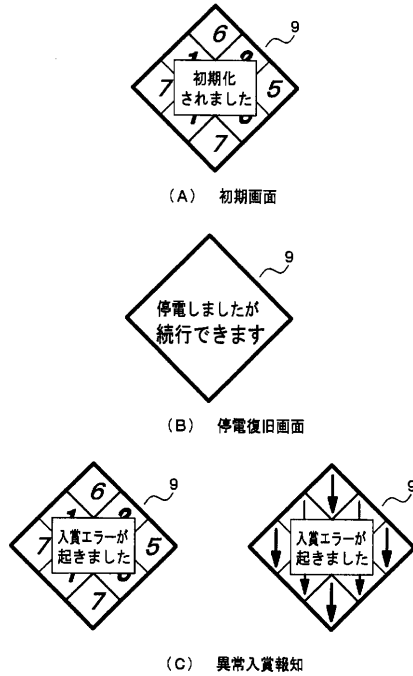 6
9
初期化
されました
7
5
7
(A) 初期画面
9
停電しましたが
続行できます
(B) 停電復旧画面
6
9
入賞エラーが
起きました
7
5
7
9
入賞エラーが
起きました
(C) 異常入賞報知